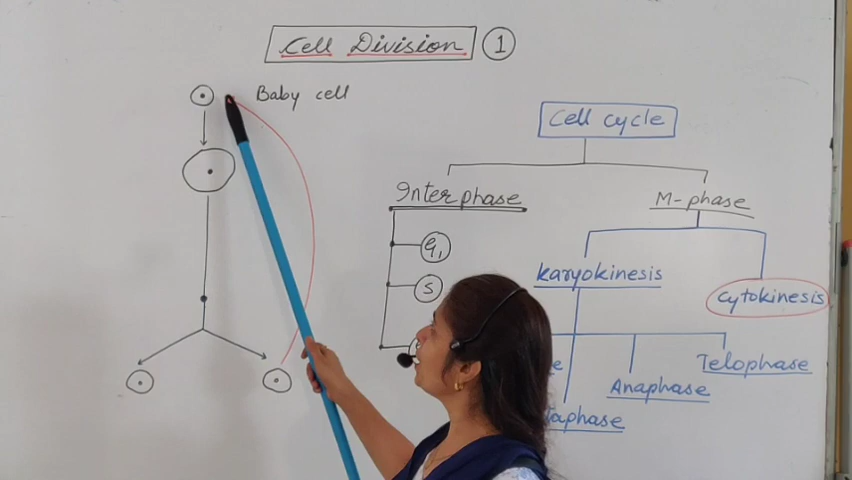 Cell Division 1
Baby cell
Cell cycle
Interphase
M-phase
G1
S
Karyokinesis
Cytokinesis
Telophase
Anaphase